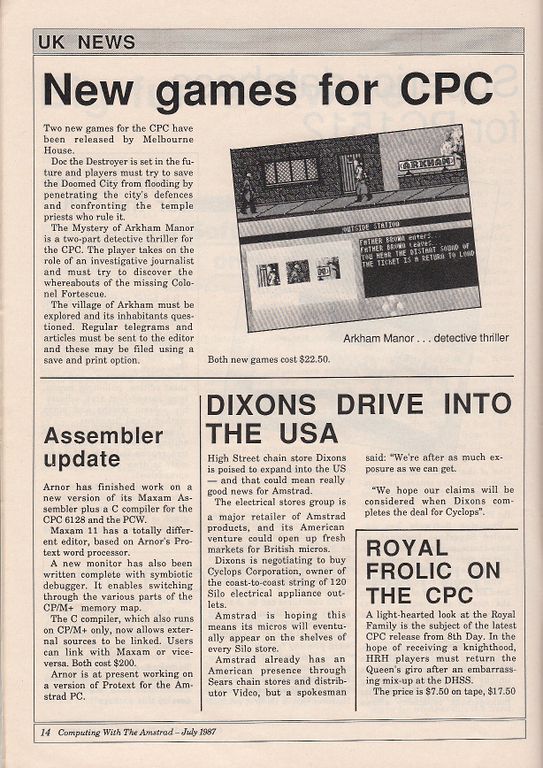 UK NEWS
New games for CPC
Two new games for the CPC have
been released by Melbourne
House.
Doc the Destroyer is set in the fu-
ture and players must try to save
the Doomed City from flooding by
penetrating the city's defences
and confronting the temple
priests who rule it.
The Mystery of Arkham Manor
is a two-part detective thriller for
the CPC. The player takes on the
role of an investigative journalist
and must try to discover the
whereabouts of the missing Colo-
nel Fortescue.
The village of Arkham must be
explored and its inhabitants ques-
tioned. Regular telegrams and
articles must be sent to the editor
and these may be filed using a
save and print option.
ARKHAM
OUTSIDE STATION
FATHER BROWN enters...
FATHER BROWN leaves...
YOU HEAR THE DISTANT SOUND OF
THE TICKET IS A RETURN TO LOND
Arkham Manor . . . detective thriller
Both new games cost $22.50.
Assembler
update
Arnor has finished work on a
new version of its Maxam As-
sembler plus a C compiler for the
CPC 6128 and the PCW.
Maxam 11 has a totally differ-
ent editor, based on Arnor's Pro-
text word processor.
A new monitor has also been
written complete with symbiotic
debugger. It enables switching
through the various parts of the
CP/M+ memory map.
The C compiler, which also runs
on CP/M+ only, now allows exter-
nal sources to be linked. Users
can link with Maxam or vice-
versa. Both cost $200.
Arnor is at present working on
a version of Protext for the Am-
strad PC.
DIXONS DRIVE INTO
THE USA
High Street chain store Dixons
is poised to expand into the US
— and that could mean really
good news for Amstrad.
The electrical stores group is
a major retailer of Amstrad
products, and its American
venture could open up fresh
markets for British micros.
Dixons is negotiating to buy
Cyclops Corporation, owner of
the coast-to-coast string of 120
Silo electrical appliance out-
lets.
Amstrad is hoping this
means its micros will eventu-
ally appear on the shelves of
every Silo store.
Amstrad already has an
American presence through
Sears chain stores and distrib-
utor Video, but a spokesman
said: "We're after as much ex-
posure as we can get.
"We hope our claims will be
considered when Dixons com-
pletes the deal for Cyclops".
ROYAL
FROLIC ON
THE CPC
A light-hearted look at the Royal
Family is the subject of the latest
CPC release from 8th Day. In the
hope of receiving a knighthood,
HRH players must return the
Queen's giro after an embarrass-
ing mix-up at the DHSS.
The price is $7.50 on tape, $17.50
14 Computing With The Amstrad – July 1987